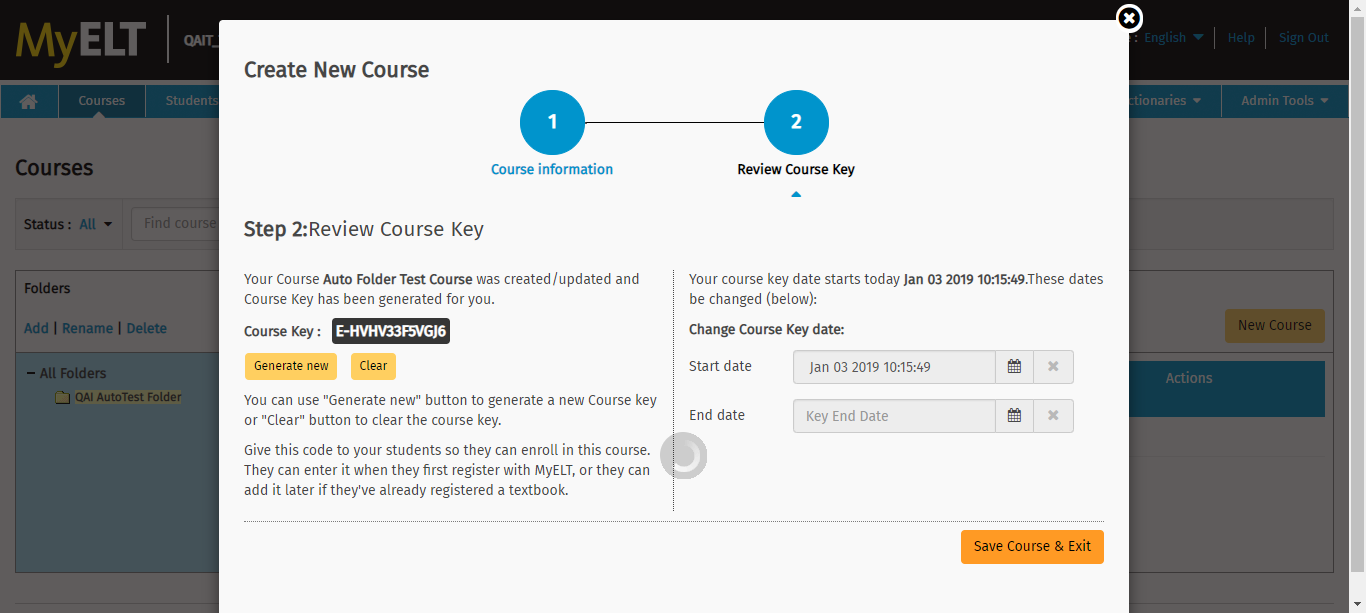 MyELT
QAIT_
: English
Help
Sign Out
Courses
Students
ctionaries
Admin Tools
Courses
Status : All
Find course
Folders
Add | Rename | Delete
All Folders
QAI AutoTest Folder
New Course
Actions
Create New Course
1
2
Course information
Review Course Key
Step 2:Review Course Key
Your Course Auto Folder Test Course was created/updated and
Course Key has been generated for you.
Course Key : E-HVHV33F5VGJ6
Generate new
Clear
You can use "Generate new" button to generate a new Course key
or "Clear" button to clear the course key.
Give this code to your students so they can enroll in this course.
They can enter it when they first register with MyELT, or they can
add it later if they've already registered a textbook.
Your course key date starts today Jan 03 2019 10:15:49.These dates
be changed (below):
Change Course Key date:
Start date
Jan 03 2019 10:15:49
End date
Key End Date
Save Course & Exit